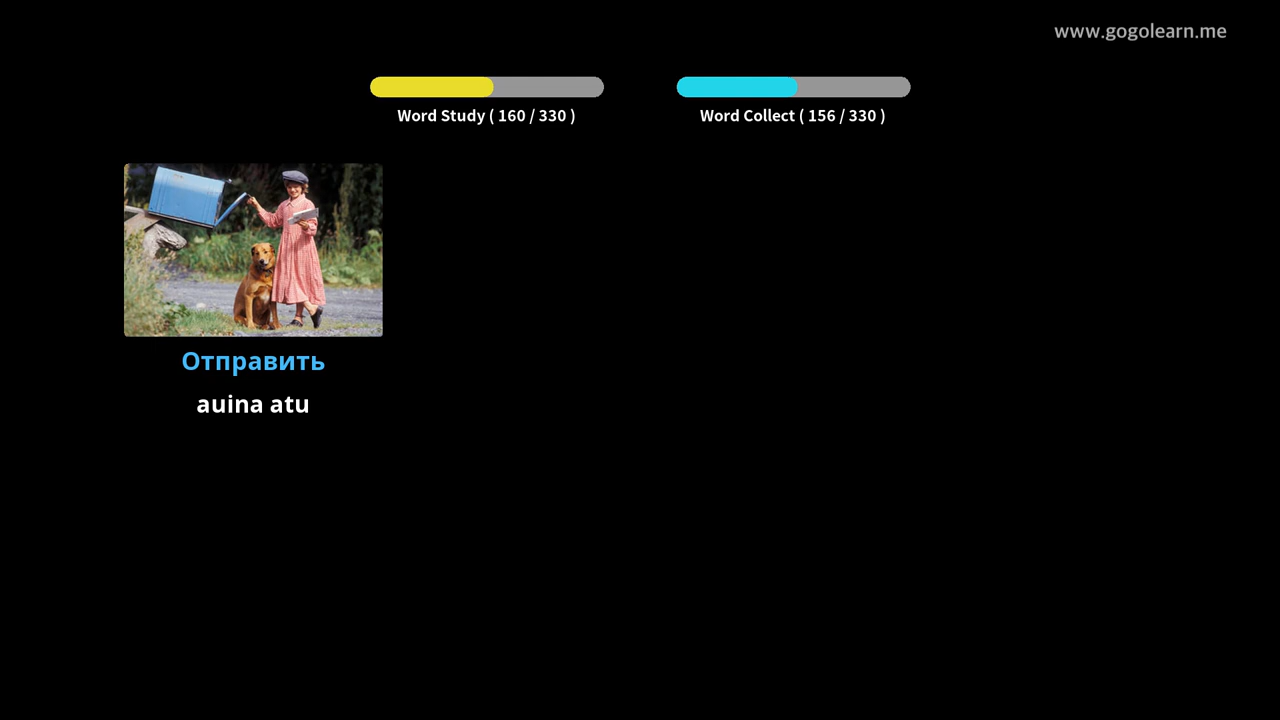 www.gogolearn.me
Word Study ( 160 / 330 )
Word Collect ( 156 / 330 )
Отправить
auina atu